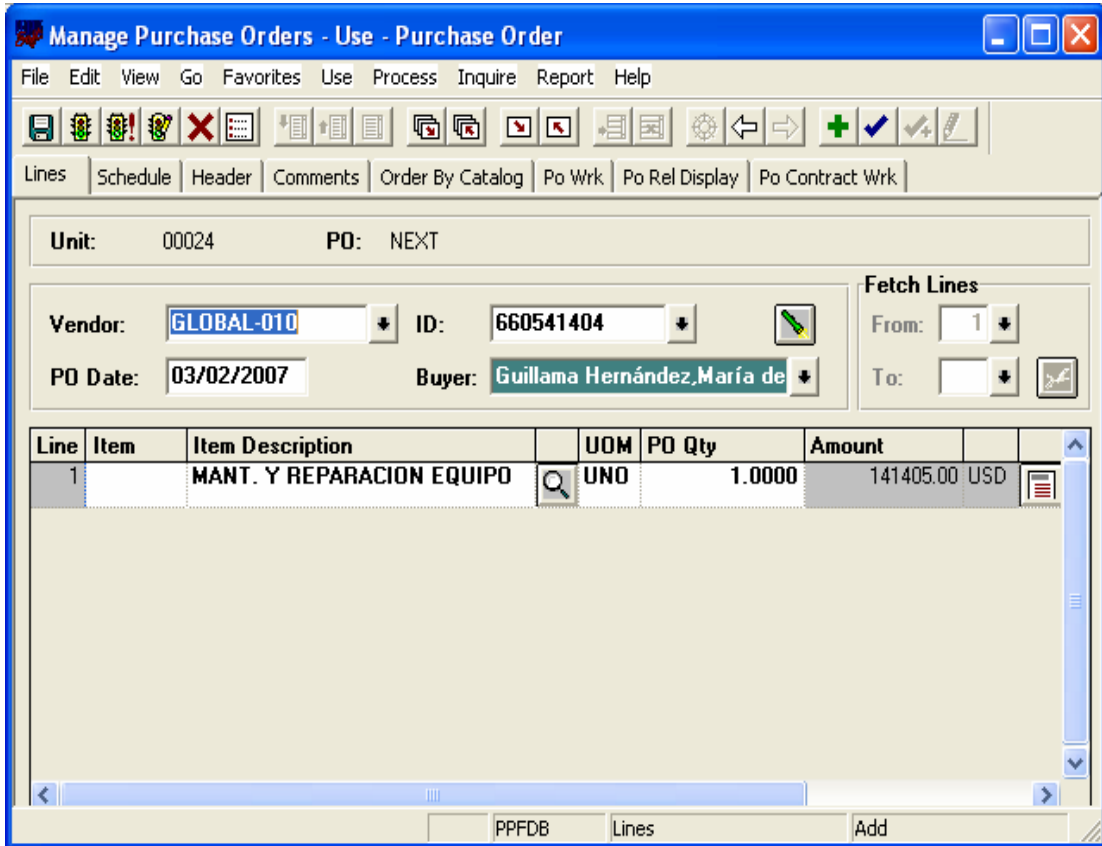 Manage Purchase Orders - Use - Purchase Order
File Edit View Go Favorites Use Process Inquire Report Help
Lines Schedule Header Comments Order By Catalog Po Wrk Po Rel Display Po Contract Wrk
Unit: 00024 PO: NEXT
Fetch Lines
Vendor: GLOBAL-010 ID: 660541404 From: 1
PO Date: 03/02/2007 Buyer: Guillama Hernández,María de To:
Line Item Item Description UOM PO Qty Amount
1 MANT. Y REPARACION EQUIPO UNO 1.0000 141405.00 USD
PPFDB Lines Add